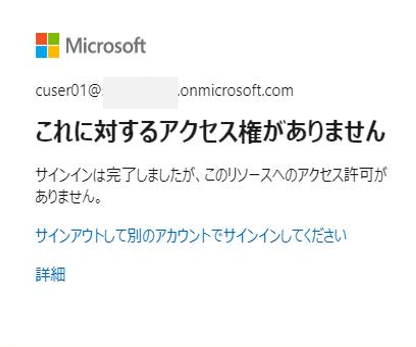 Microsoft
cuser01@ .onmicrosoft.com
これに対するアクセス権がありません
サインインは完了しましたが、このリソースへのアクセス許可が
ありません。
サインアウトして別のアカウントでサインインしてください
詳細